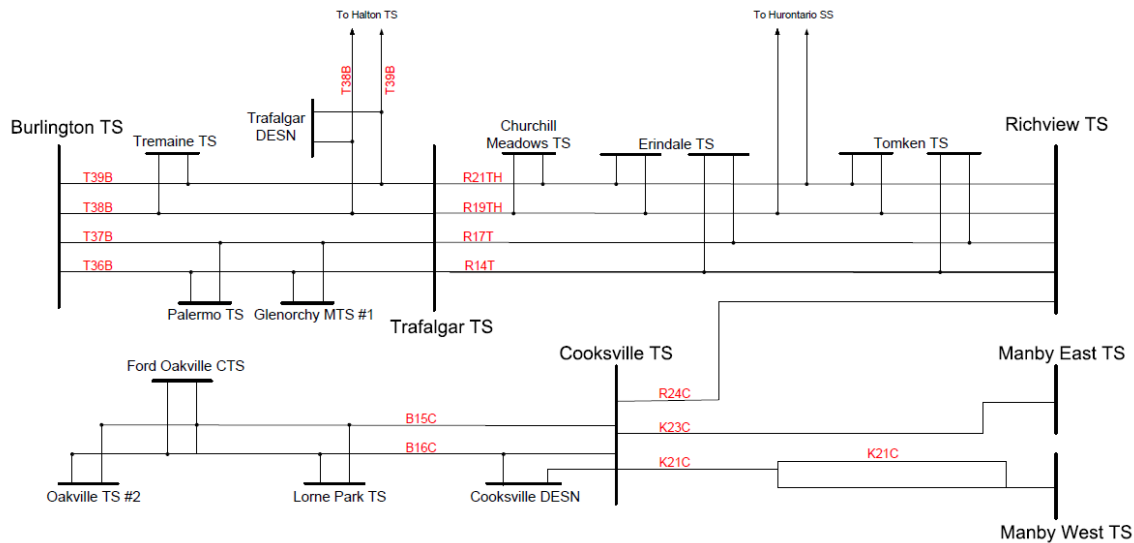 To Halton TS
To Hurontario SS
T38B
T39B
Trafalgar
DESN
Burlington TS
Tremaine TS
Churchill
Meadows TS
Erindale TS
Tomken TS
Richview TS
T39B
R21TH
T38B
R19TH
T37B
R17T
T36B
R14T
Palermo TS
Glenorchy MTS #1
Trafalgar TS
Ford Oakville CTS
Cooksville TS
Manby East TS
R24C
B15C
K23C
B16C
K21C
K21C
Oakville TS #2
Lorne Park TS
Cooksville DESN
Manby West TS